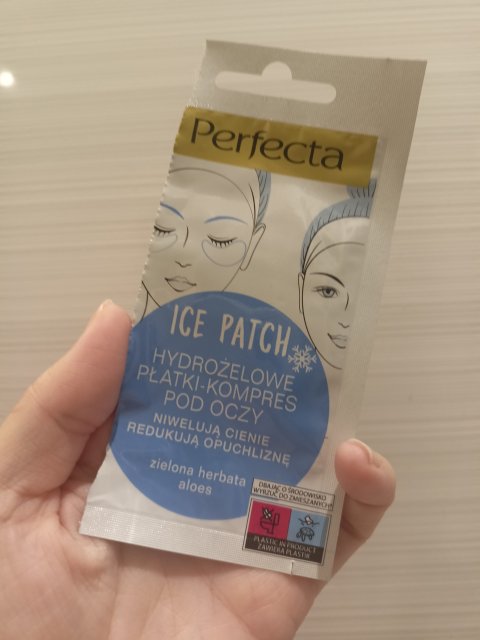 Perfecta
ICE PATCH
HYDROŻELOWE
PŁATKI-KOMPRES
POD OCZY
NIWELUJĄ CIENIE
REDUKUJĄ OPUCHLIZNĘ
zielona herbata
aloes
DBAJĄC O ŚRODOWISKO
WYRZUĆ DO ZMIESZANYCH!
PLASTIC IN PRODUCT
ZAWIERA PLASTIK